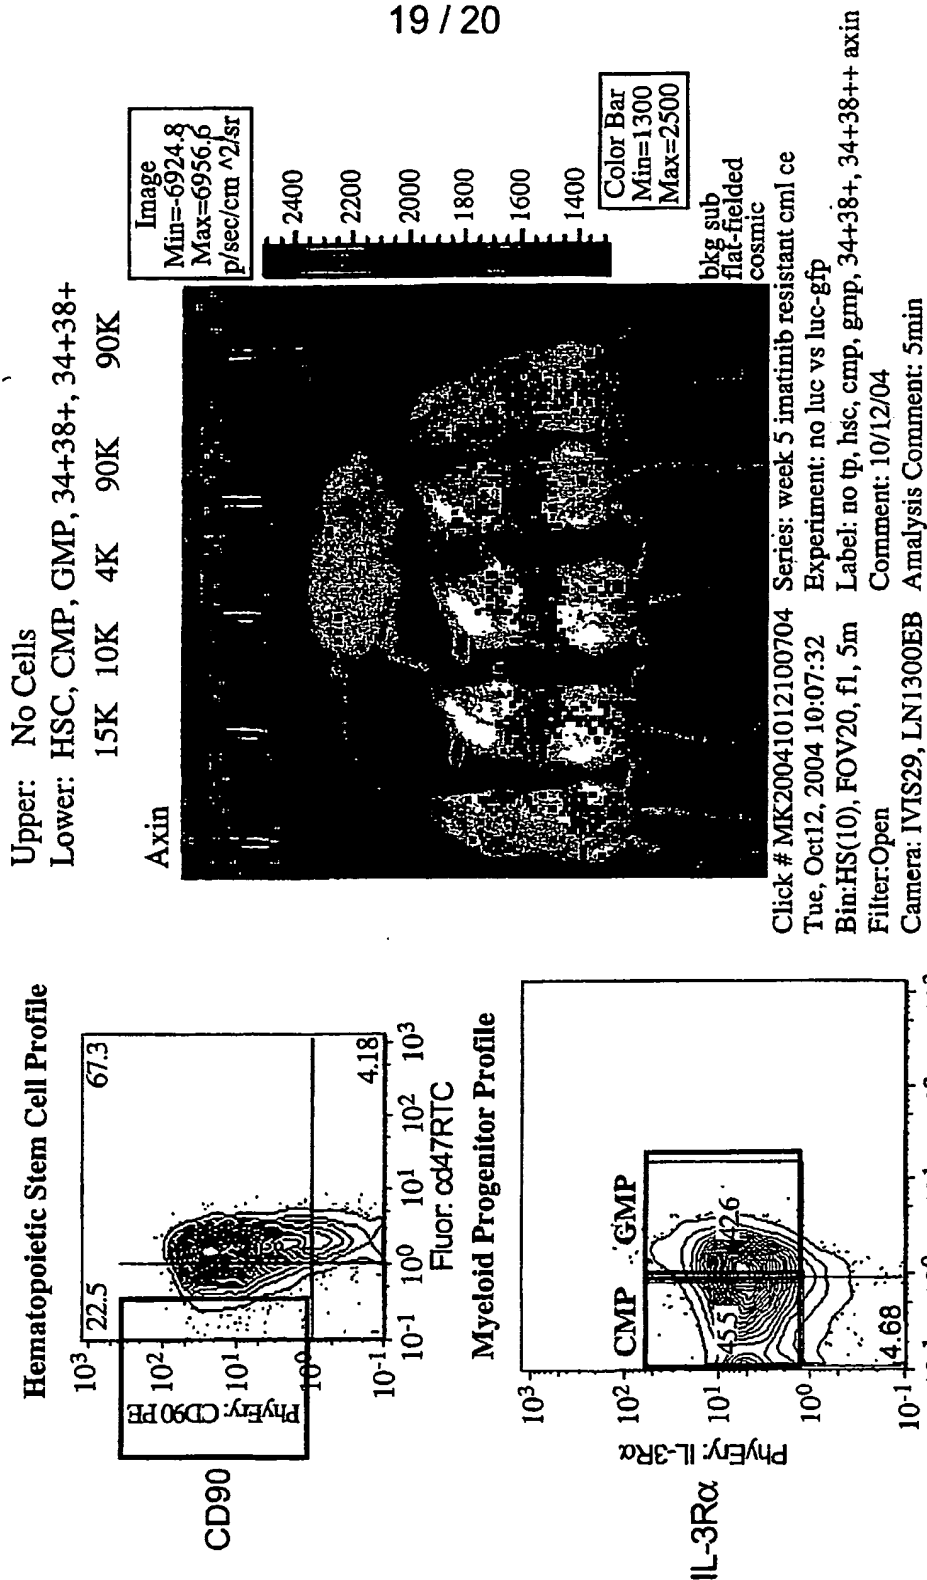 19 / 20
Hematopoietic Stem Cell Profile
10³
10²
10¹
10⁰
10⁻¹
22.5
67.3
4.18
PhyEry: CD90 PE
CD90
10⁻¹
10⁰
10¹
10²
10³
Fluor: cd47RTC
Myeloid Progenitor Profile
CMP
GMP
10³
10²
10¹
10⁰
10⁻¹
45.5
42.6
4.68
PhyEry: IL-3Rα
IL-3Rα
Upper: No Cells
Lower: HSC, CMP, GMP, 34+38+, 34+38+
15K 10K 4K 90K 90K
Axin
Image
Min=-6924.8
Max=6956.6
p/sec/cm ^2/sr
2400
2200
2000
1800
1600
1400
Color Bar
Min=1300
Max=2500
bkg sub
flat-fielded
cosmic
Click # MK20041012100704
Tue, Oct12, 2004 10:07:32
Bin:HS(10), FOV20, f1, 5m
Filter:Open
Camera: IVIS29, LN1300EB
Series: week 5 imatinib resistant cml ce
Experiment: no luc vs luc-gfp
Label: no tp, hsc, cmp, gmp, 34+38+, 34+38++ axin
Comment: 10/12/04
Analysis Comment: 5min